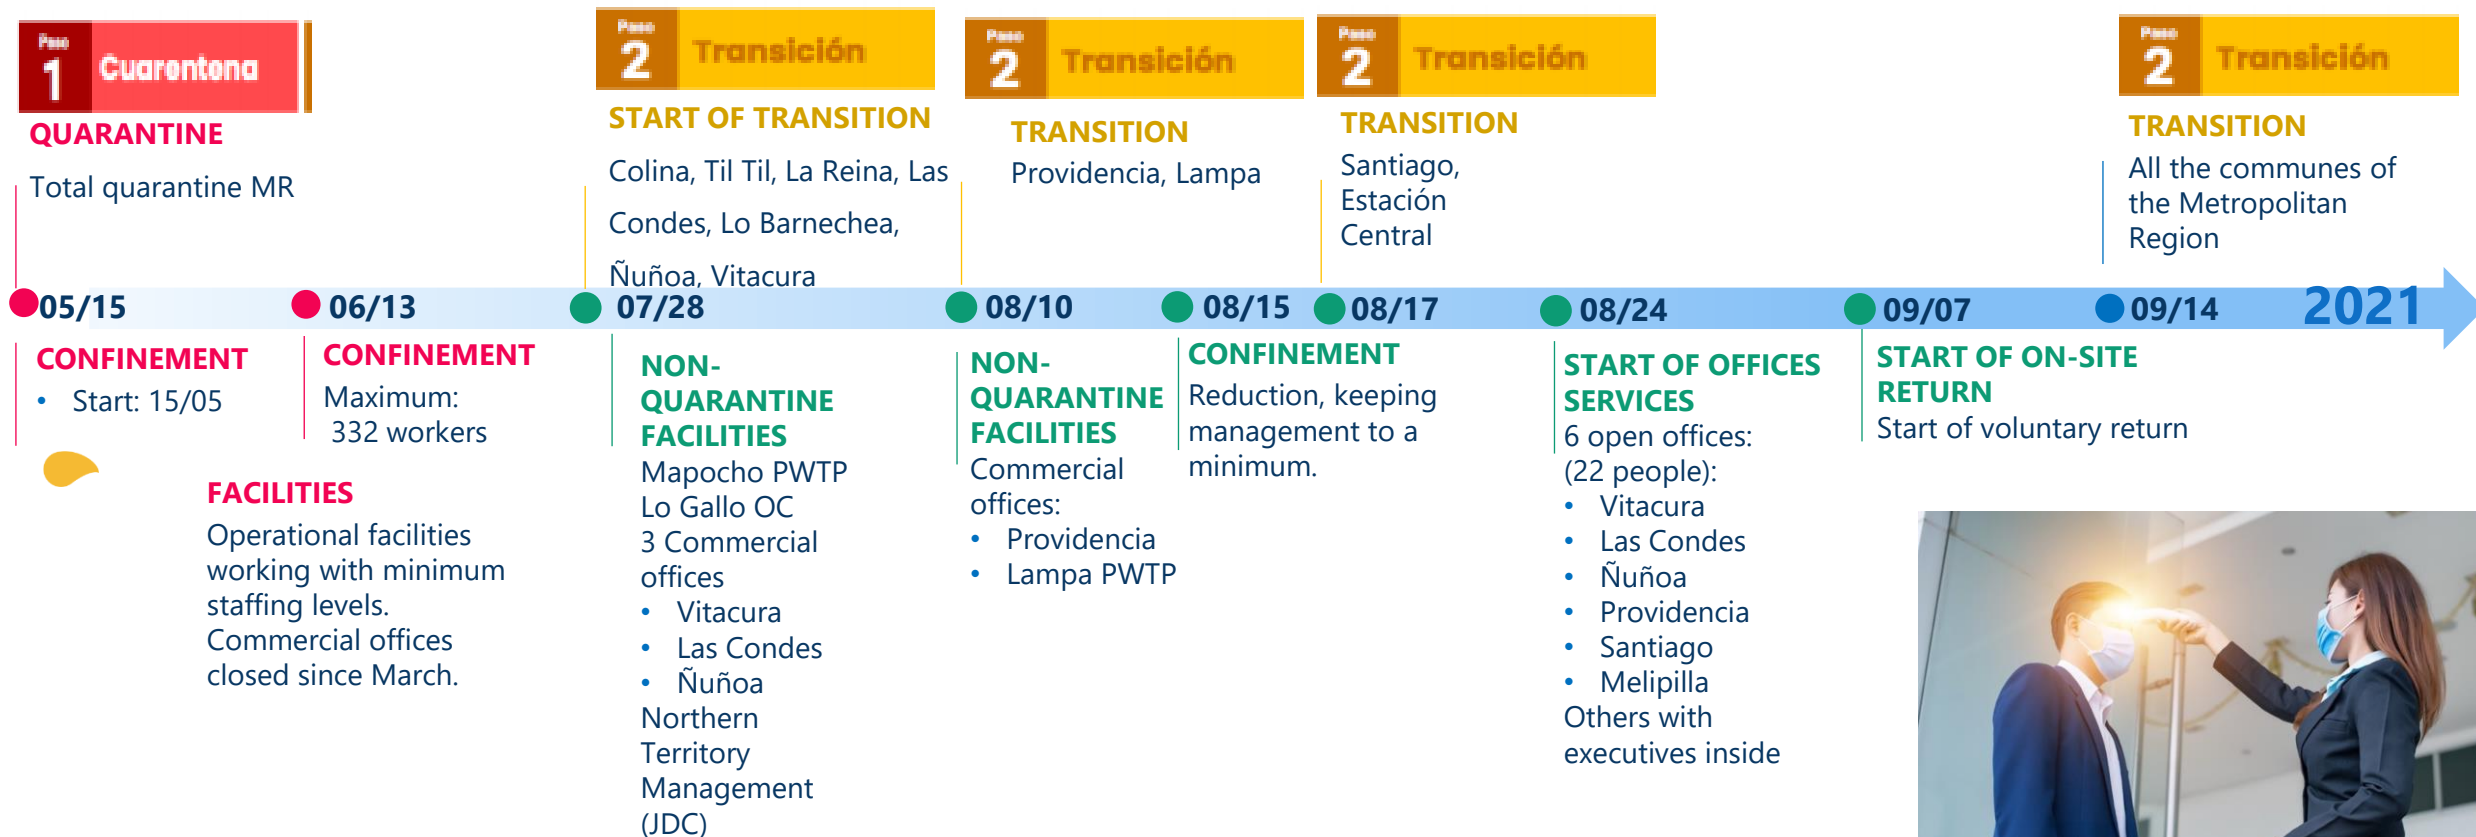 Paso
1
Cuarentena
QUARANTINE
Total quarantine MR
Paso
2
Transición
START OF TRANSITION
Colina, Til Til, La Reina, Las
Condes, Lo Barnechea,
Ñuñoa, Vitacura
Paso
2
Transición
TRANSITION
Providencia, Lampa
Paso
2
Transición
TRANSITION
Santiago,
Estación
Central
Paso
2
Transición
TRANSITION
All the communes of
the Metropolitan
Region
05/15
06/13
07/28
08/10
08/15
08/17
08/24
09/07
09/14
2021
CONFINEMENT
• Start: 15/05
CONFINEMENT
Maximum:
332 workers
FACILITIES
Operational facilities
working with minimum
staffing levels.
Commercial offices
closed since March.
NON-
QUARANTINE
FACILITIES
Mapocho PWTP
Lo Gallo OC
3 Commercial
offices
• Vitacura
• Las Condes
• Ñuñoa
Northern
Territory
Management
(JDC)
NON-
QUARANTINE
FACILITIES
Commercial
offices:
• Providencia
• Lampa PWTP
CONFINEMENT
Reduction, keeping
management to a
minimum.
START OF OFFICES
SERVICES
6 open offices:
(22 people):
• Vitacura
• Las Condes
• Ñuñoa
• Providencia
• Santiago
• Melipilla
Others with
executives inside
START OF ON-SITE
RETURN
Start of voluntary return